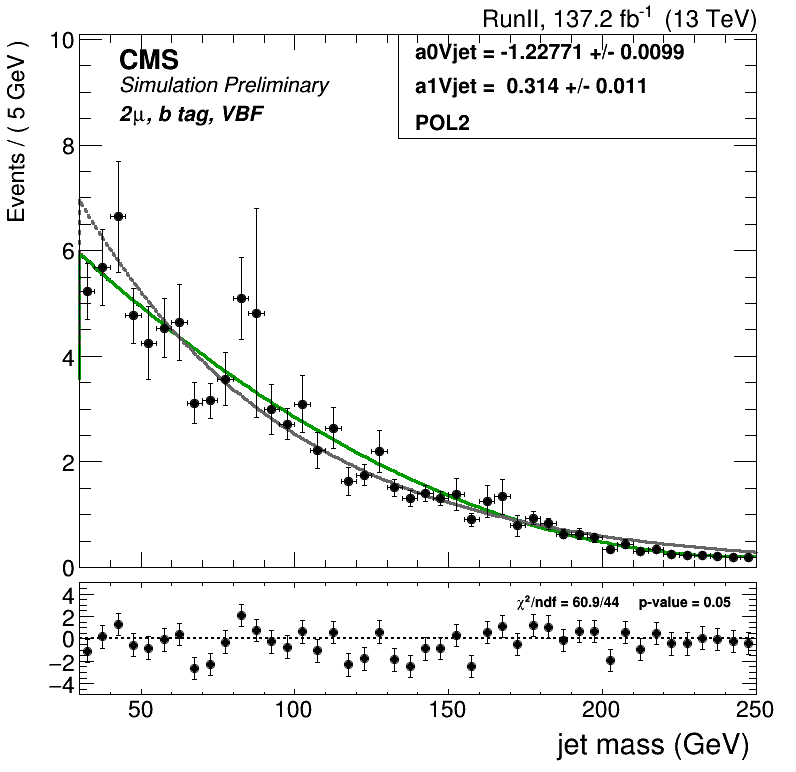 RunII, 137.2 fb⁻¹ (13 TeV)
CMS
Simulation Preliminary
2μ, b tag, VBF
a0Vjet = -1.22771 +/- 0.0099
a1Vjet = 0.314 +/- 0.011
POL2
Events / ( 5 GeV )
10
8
6
4
2
0
χ²/ndf = 60.9/44 p-value = 0.05
4
2
0
−2
−4
50 100 150 200 250
jet mass (GeV)